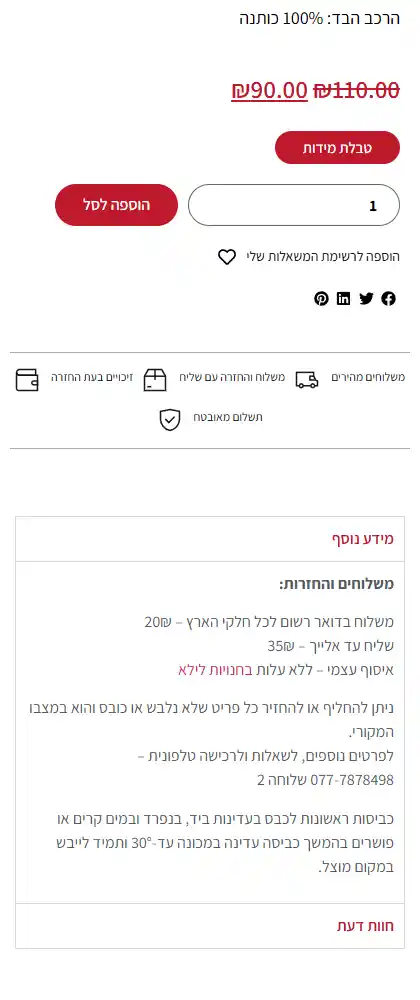 הרכב הבד: 100% כותנה
₪110.00 ₪90.00
טבלת מידות
1
הוספה לסל
הוספה לרשימת המשאלות שלי
משלוחים מהירים
משלוח והחזרה עם שליח
זיכויים בעת החזרה
תשלום מאובטח
מידע נוסף
משלוחים והחזרות:
משלוח בדואר רשום לכל חלקי הארץ – 20₪
שליח עד אלייך – 35₪
איסוף עצמי – ללא עלות בחנויות לילא
ניתן להחליף או להחזיר כל פריט שלא נלבש או כובס והוא במצבו
המקורי.
לפרטים נוספים, לשאלות ולרכישה טלפונית –
077-7878498 שלוחה 2
כביסות ראשונות לכבס בעדינות ביד, בנפרד ובמים קרים או
פושרים בהמשך כביסה עדינה במכונה עד-30° ותמיד לייבש
במקום מוצל.
חוות דעת